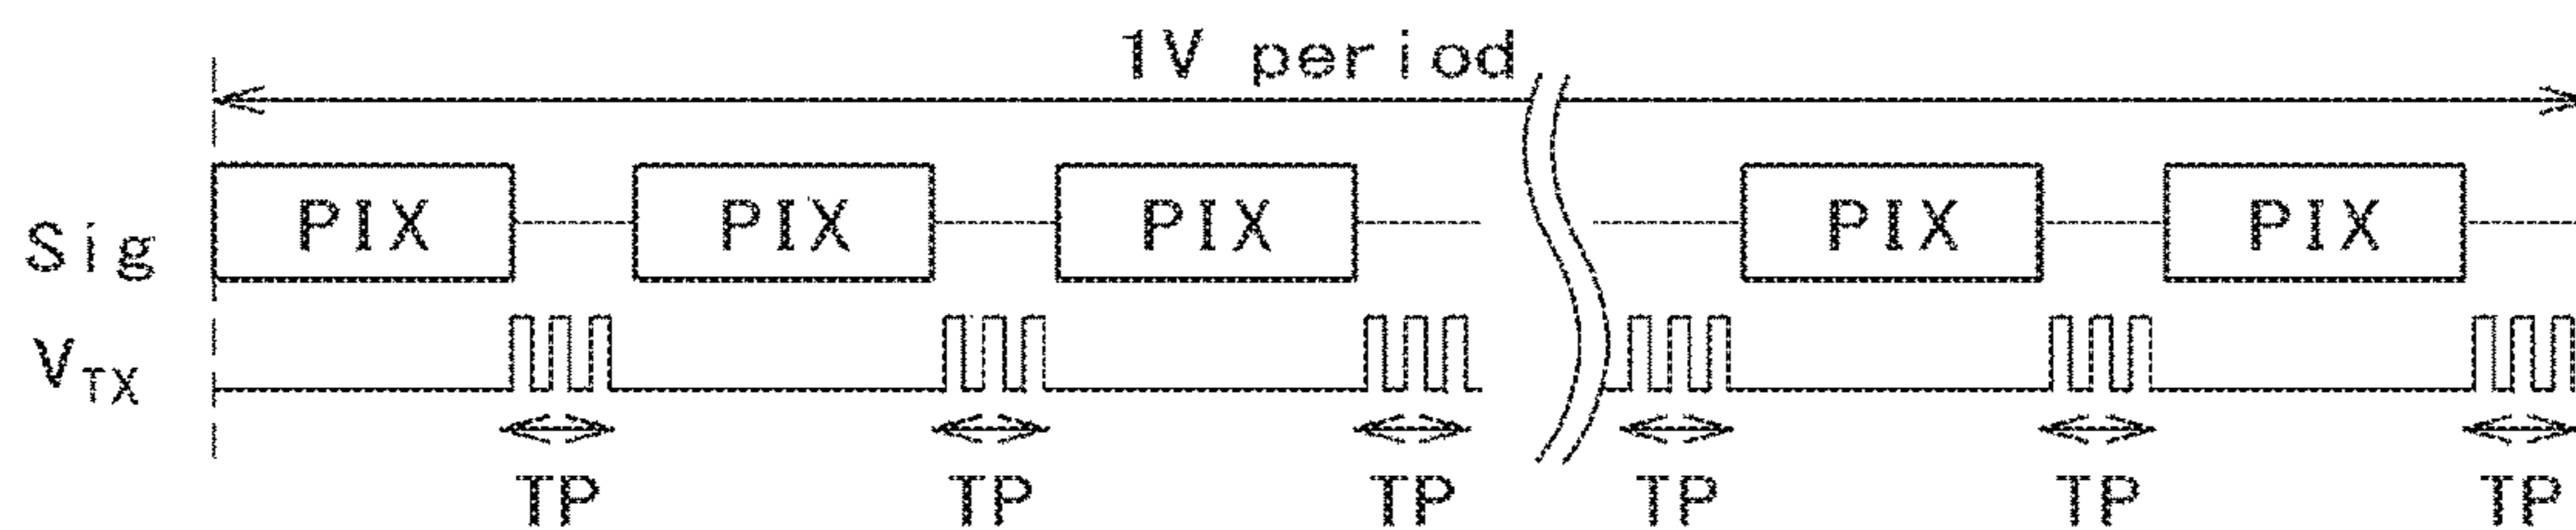 1V period
Sig PIX PIX PIX PIX PIX
VTX
TP TP TP TP TP TP